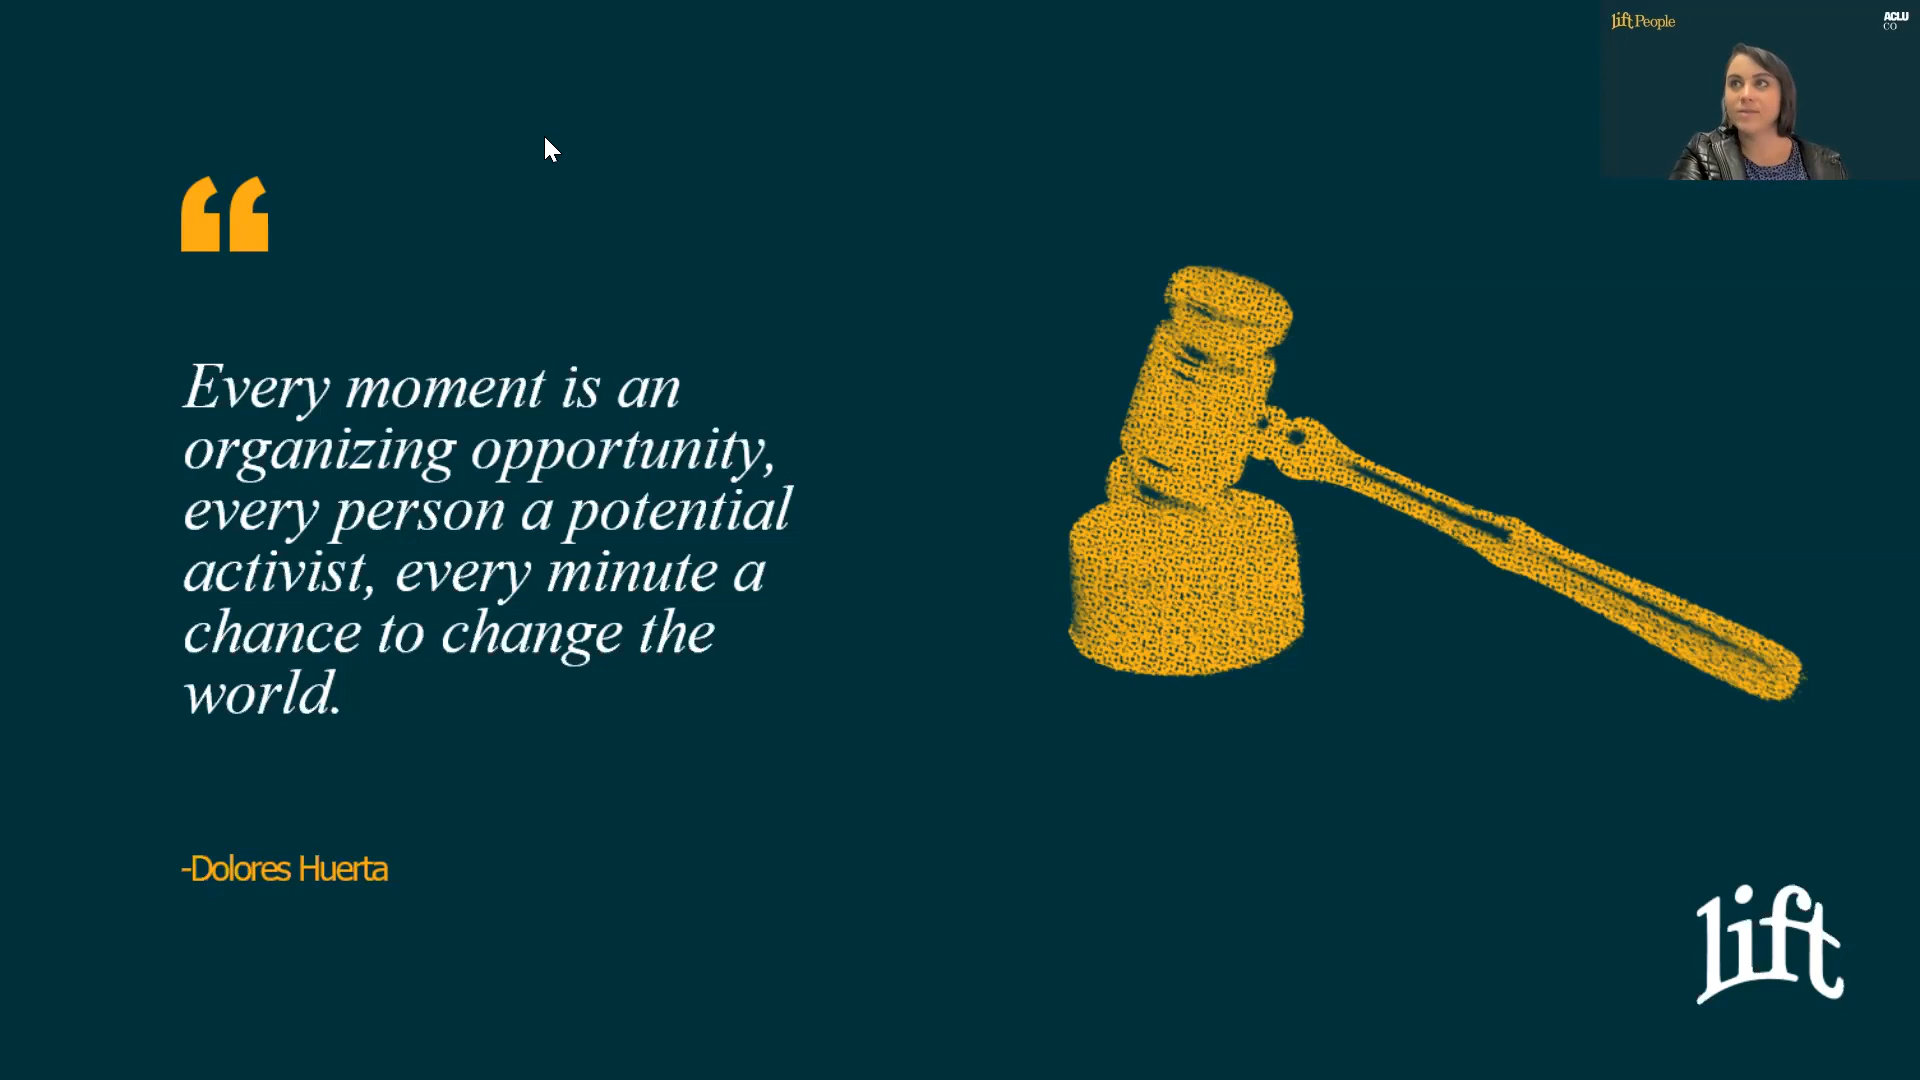 lift People
ACLU
CO
“
Every moment is an
organizing opportunity,
every person a potential
activist, every minute a
chance to change the
world.
-Dolores Huerta
lift